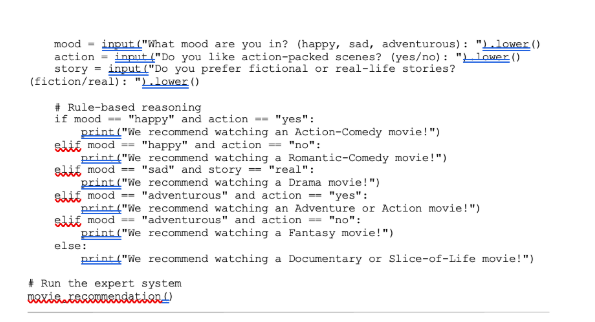 mood = input("What mood are you in? (happy, sad, adventurous): ").lower()
action = input("Do you like action-packed scenes? (yes/no): ").lower()
story = input("Do you prefer fictional or real-life stories?
(fiction/real): ").lower()
# Rule-based reasoning
if mood == "happy" and action == "yes":
print("We recommend watching an Action-Comedy movie!")
elif mood == "happy" and action == "no":
print("We recommend watching a Romantic-Comedy movie!")
elif mood == "sad" and story == "real":
print("We recommend watching a Drama movie!")
elif mood == "adventurous" and action == "yes":
print("We recommend watching an Adventure or Action movie!")
elif mood == "adventurous" and action == "no":
print("We recommend watching a Fantasy movie!")
else:
print("We recommend watching a Documentary or Slice-of-Life movie!")
# Run the expert system
movie_recommendation()